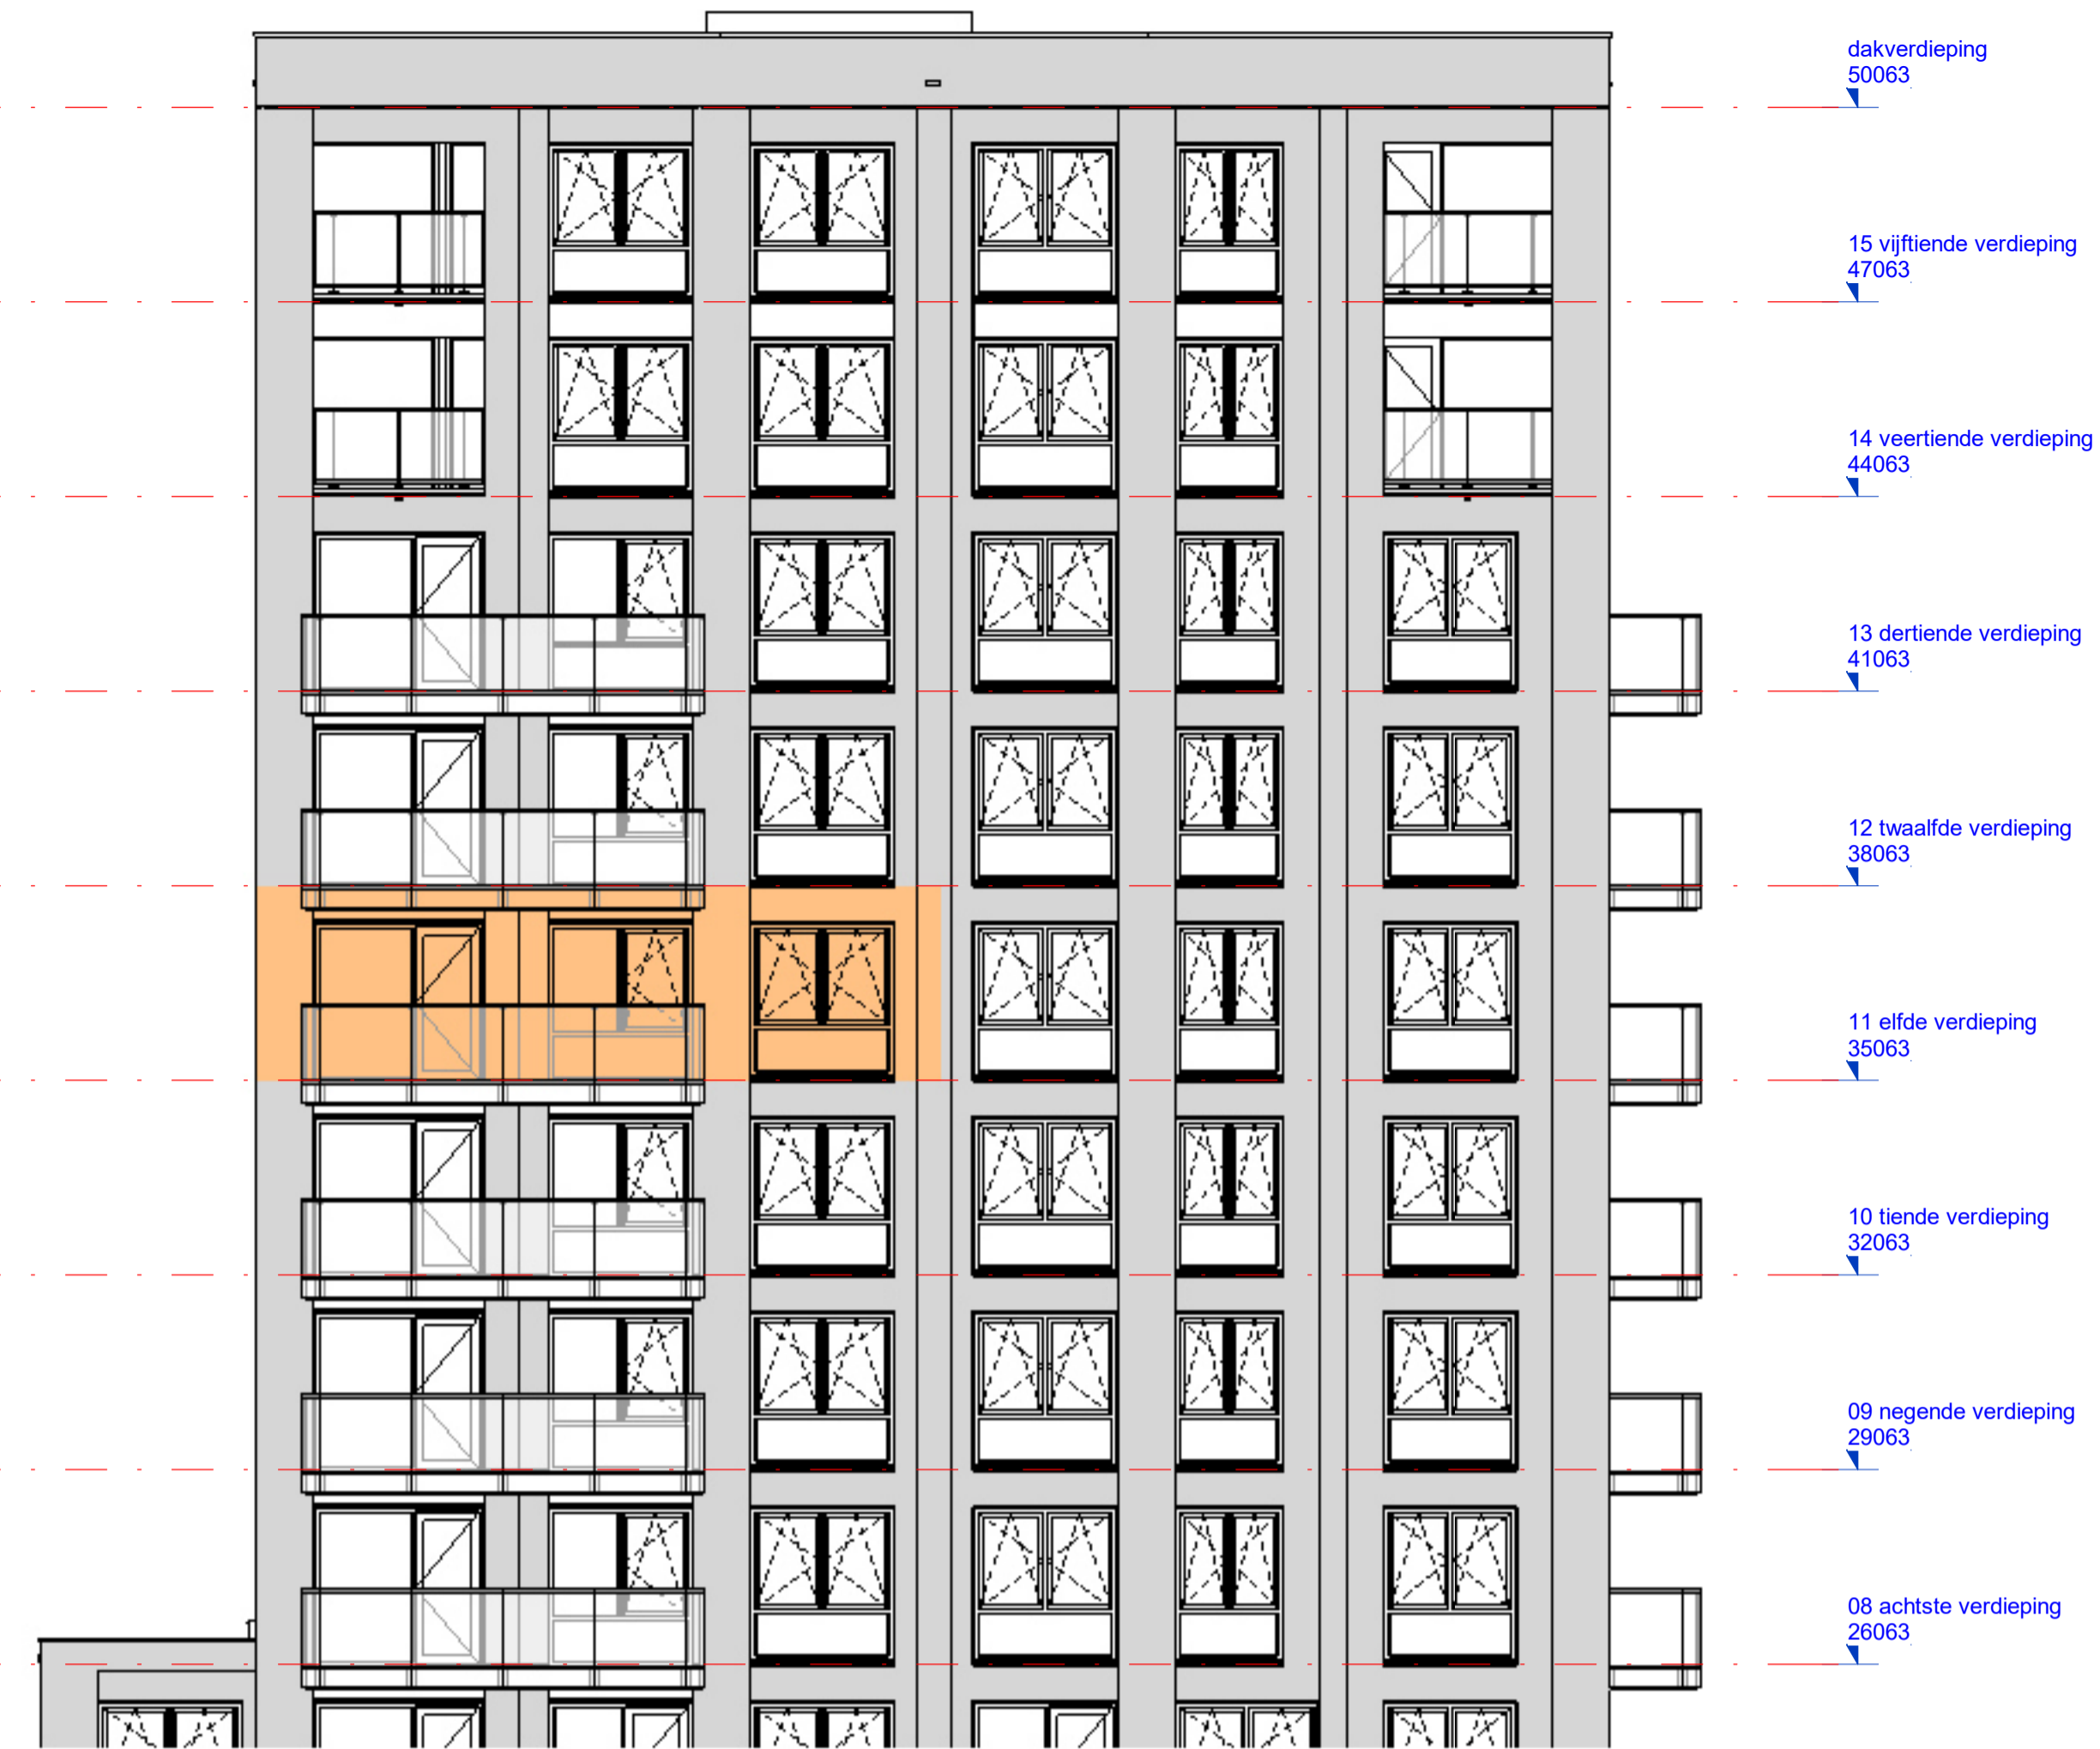 dakverdieping
50063
15 vijftiende verdieping
47063
14 veertiende verdieping
44063
13 dertiende verdieping
41063
12 twaalfde verdieping
38063
11 elfde verdieping
35063
10 tiende verdieping
32063
09 negende verdieping
29063
08 achtste verdieping
26063